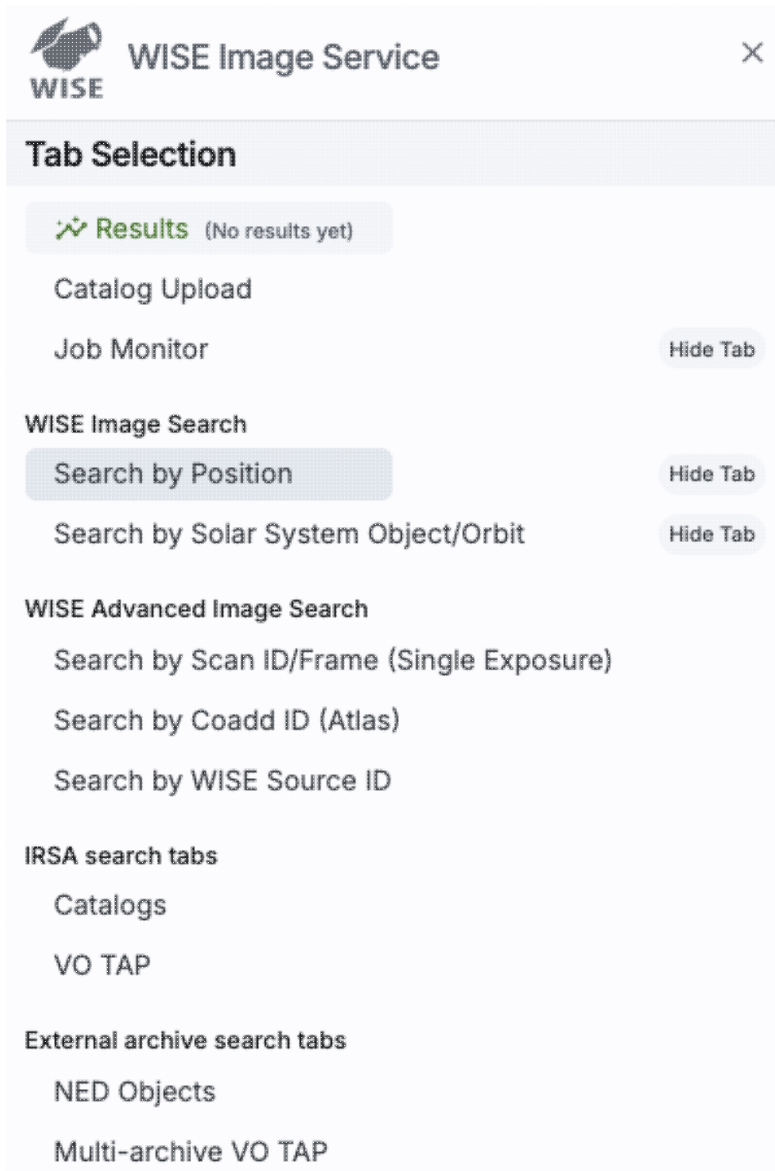 WISE
WISE Image Service
Tab Selection
Results (No results yet)
Catalog Upload
Job Monitor Hide Tab
WISE Image Search
Search by Position Hide Tab
Search by Solar System Object/Orbit Hide Tab
WISE Advanced Image Search
Search by Scan ID/Frame (Single Exposure)
Search by Coadd ID (Atlas)
Search by WISE Source ID
IRSA search tabs
Catalogs
VO TAP
External archive search tabs
NED Objects
Multi-archive VO TAP